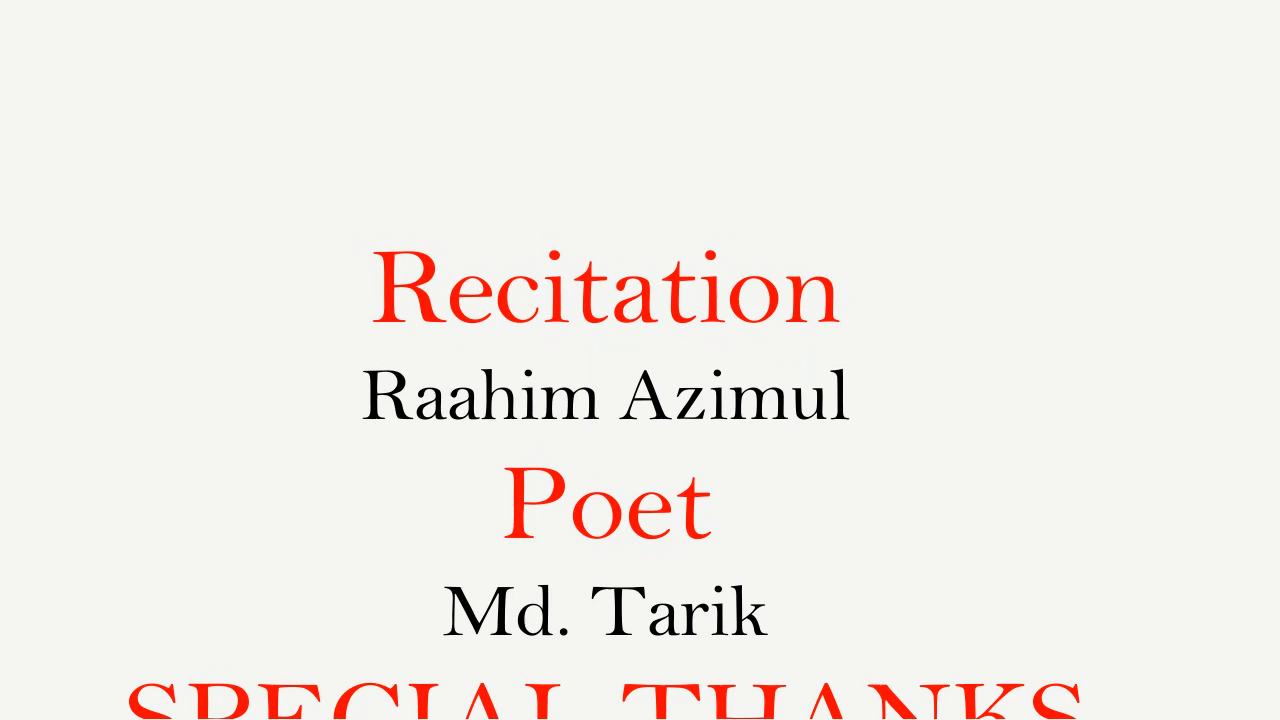 Recitation
Raahim Azimul
Poet
Md. Tarik
SPECIAL THANKS